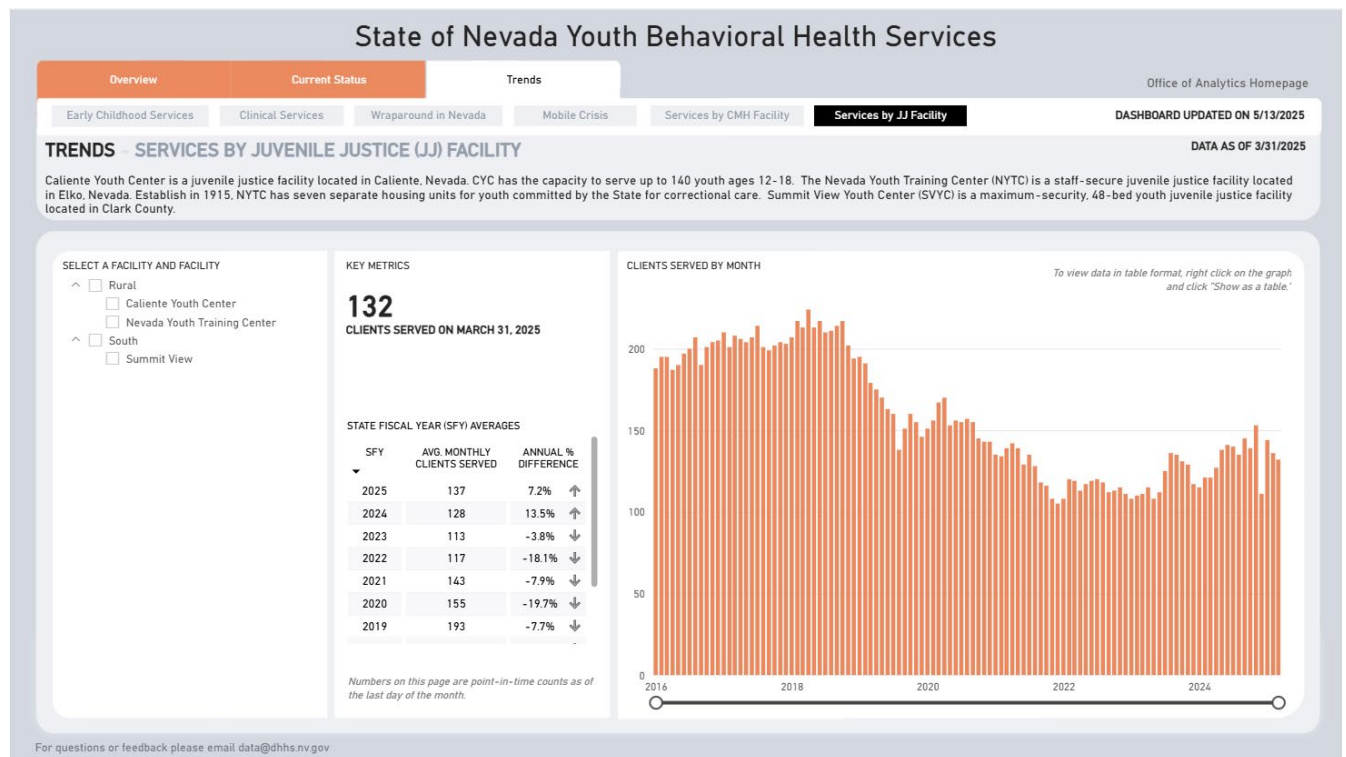 State of Nevada Youth Behavioral Health Services
Overview
Current Status
Trends
Office of Analytics Homepage
Early Childhood Services
Clinical Services
Wraparound in Nevada
Mobile Crisis
Services by CMH Facility
Services by JJ Facility
DASHBOARD UPDATED ON 5/13/2025
TRENDS - SERVICES BY JUVENILE JUSTICE (JJ) FACILITY
DATA AS OF 3/31/2025
Caliente Youth Center is a juvenile justice facility located in Caliente, Nevada. CYC has the capacity to serve up to 140 youth ages 12-18. The Nevada Youth Training Center (NYTC) is a staff-secure juvenile justice facility located
in Elko, Nevada. Establish in 1915, NYTC has seven separate housing units for youth committed by the State for correctional care. Summit View Youth Center (SVYC) is a maximum-security, 48-bed youth juvenile justice facility
located in Clark County.
SELECT A FACILITY AND FACILITY
Rural
Caliente Youth Center
Nevada Youth Training Center
South
Summit View
KEY METRICS
132
CLIENTS SERVED ON MARCH 31, 2025
STATE FISCAL YEAR (SFY) AVERAGES
SFY AVG. MONTHLY ANNUAL %
CLIENTS SERVED DIFFERENCE
2025 137 7.2%
2024 128 13.5%
2023 113 -3.8%
2022 117 -18.1%
2021 143 -7.9%
2020 155 -19.7%
2019 193 -7.7%
Numbers on this page are point-in-time counts as of
the last day of the month.
CLIENTS SERVED BY MONTH
To view data in table format, right click on the graph
and click "Show as a table."
200
150
100
50
0
2016 2018 2020 2022 2024
For questions or feedback please email data@dhhs.nv.gov